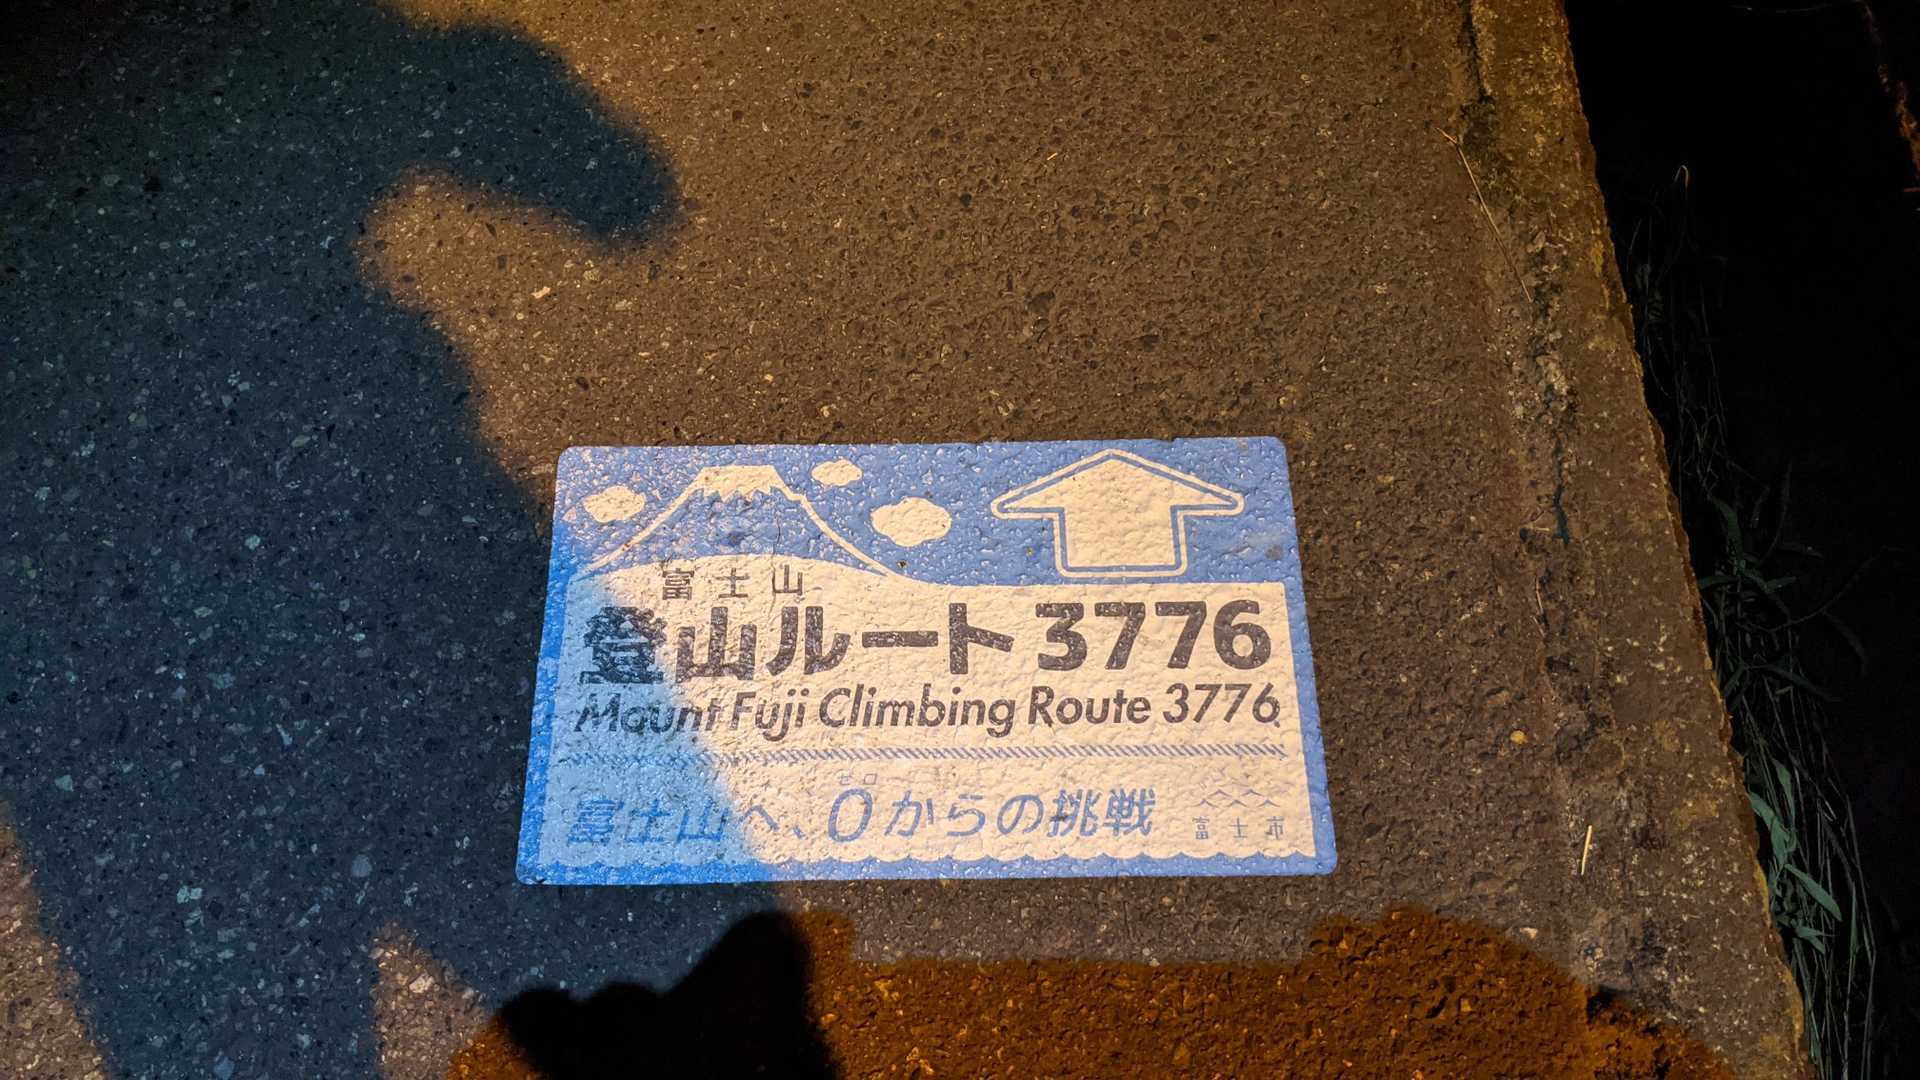 富士山
登山ルート3776
Mount Fuji Climbing Route 3776
ゼロ
富士山へ、0からの挑戦
富士市